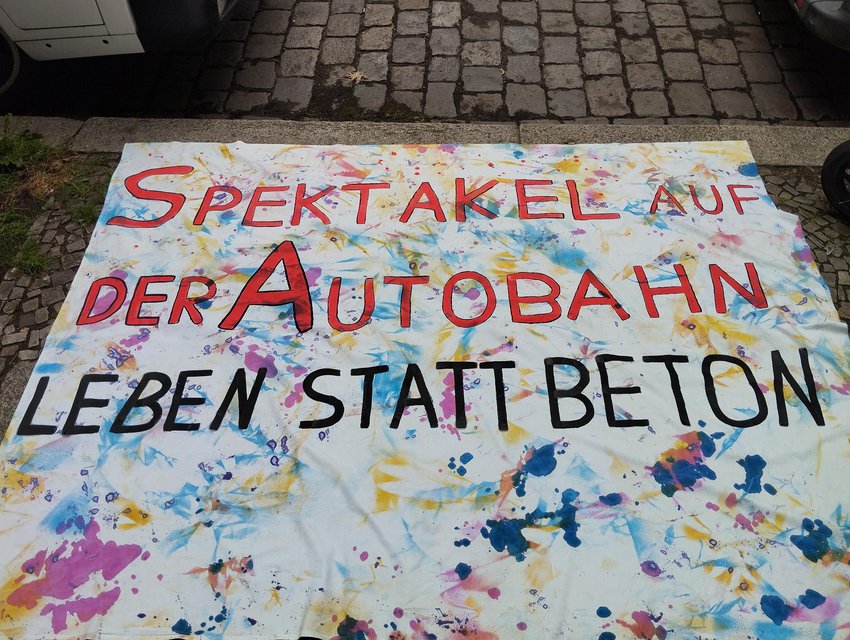 SPEKTAKEL AUF
DER AUTOBAHN
LEBEN STATT BETON